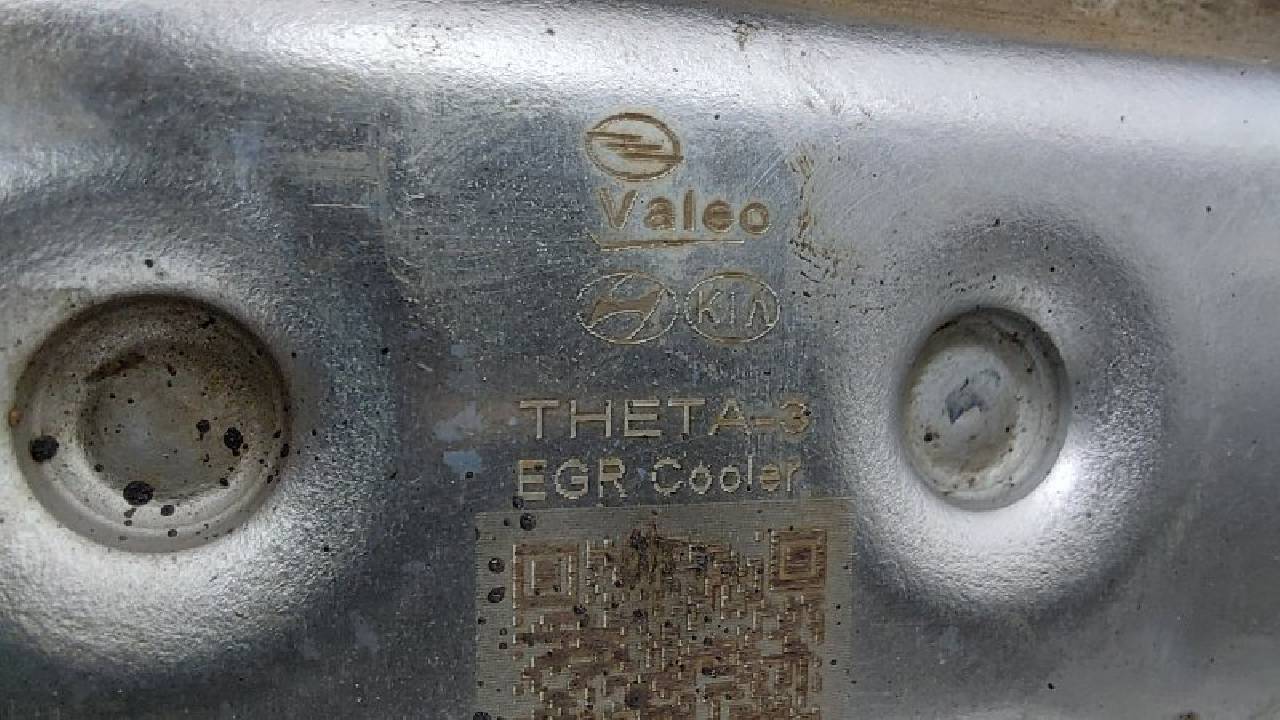 Valeo
KIA
THETA-3
EGR Cooler